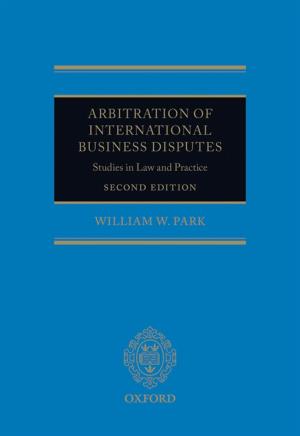 ARBITRATION OF
INTERNATIONAL
BUSINESS DISPUTES
Studies in Law and Practice
SECOND EDITION
WILLIAM W. PARK
OXFORD